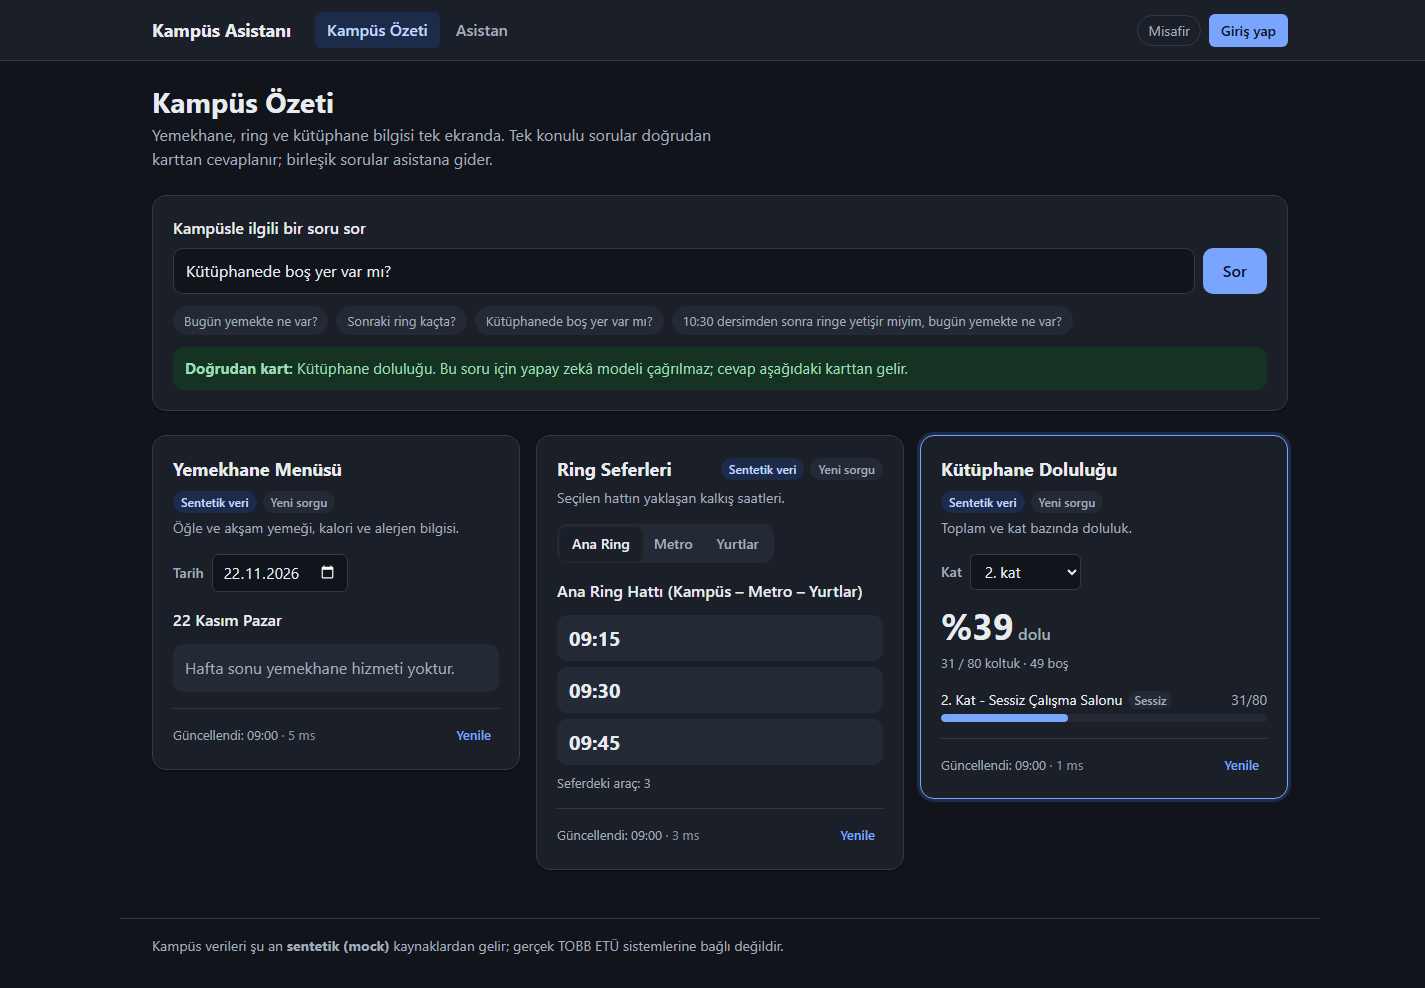 Kampüs Asistanı
Kampüs Özeti
Asistan
Misafir
Giriş yap
Kampüs Özeti
Yemekhane, ring ve kütüphane bilgisi tek ekranda. Tek konulu sorular doğrudan
karttan cevaplanır; birleşik sorular asistana gider.
Kampüsle ilgili bir soru sor
Kütüphanede boş yer var mı?
Sor
Bugün yemekte ne var?
Sonraki ring kaçta?
Kütüphanede boş yer var mı?
10:30 dersimden sonra ringe yetişir miyim, bugün yemekte ne var?
Doğrudan kart: Kütüphane doluluğu. Bu soru için yapay zekâ modeli çağrılmaz; cevap aşağıdaki karttan gelir.
Yemekhane Menüsü
Sentetik veri
Yeni sorgu
Öğle ve akşam yemeği, kalori ve alerjen bilgisi.
Tarih
22.11.2026
22 Kasım Pazar
Hafta sonu yemekhane hizmeti yoktur.
Güncellendi: 09:00 · 5 ms
Yenile
Ring Seferleri
Sentetik veri
Yeni sorgu
Seçilen hattın yaklaşan kalkış saatleri.
Ana Ring
Metro
Yurtlar
Ana Ring Hattı (Kampüs – Metro – Yurtlar)
09:15
09:30
09:45
Seferdeki araç: 3
Güncellendi: 09:00 · 3 ms
Yenile
Kütüphane Doluluğu
Sentetik veri
Yeni sorgu
Toplam ve kat bazında doluluk.
Kat
2. kat
%39 dolu
31 / 80 koltuk · 49 boş
2. Kat - Sessiz Çalışma Salonu
Sessiz
31/80
Güncellendi: 09:00 · 1 ms
Yenile
Kampüs verileri şu an sentetik (mock) kaynaklardan gelir; gerçek TOBB ETÜ sistemlerine bağlı değildir.